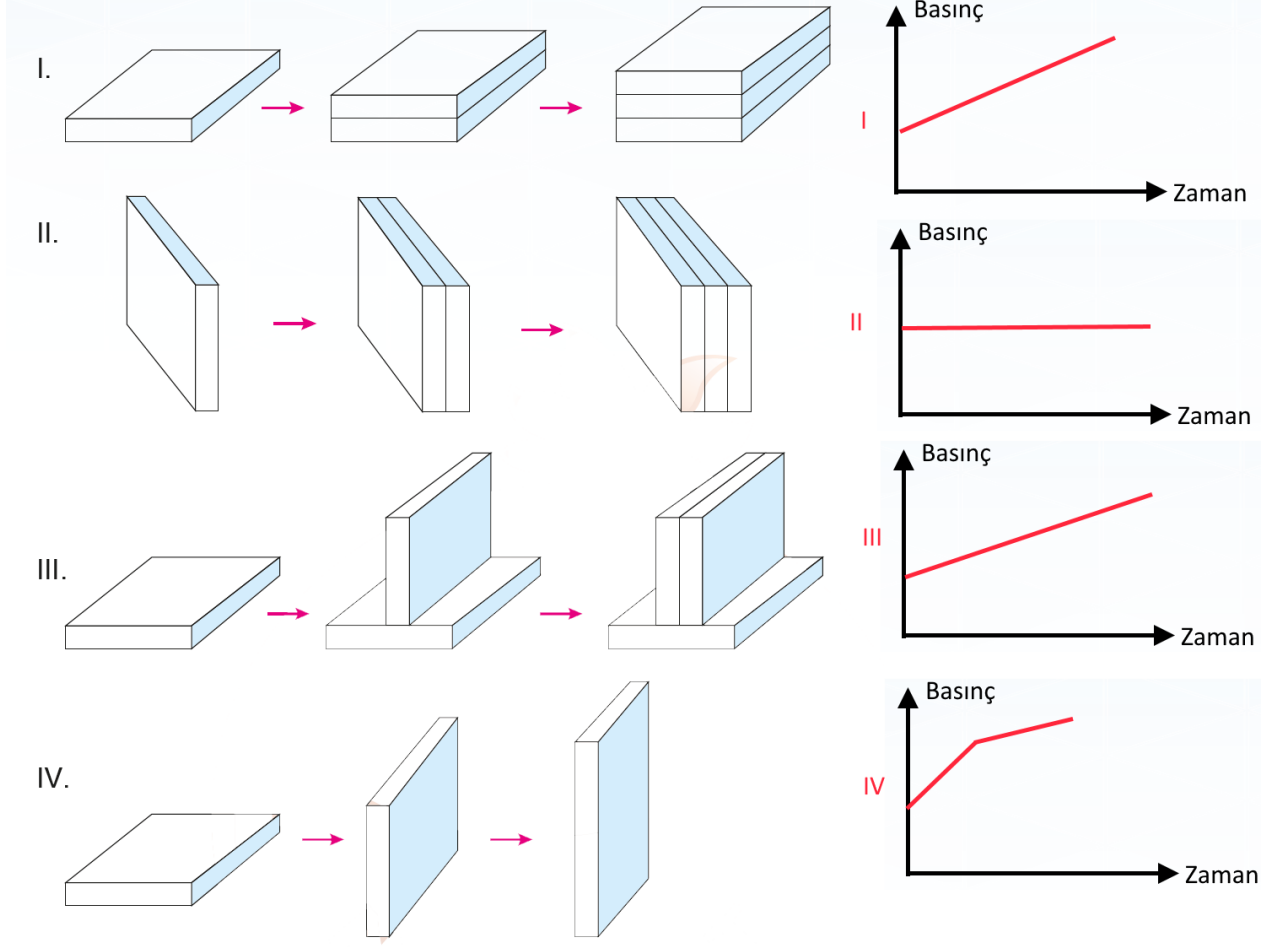 I.
Basınç
I
Zaman
II.
Basınç
II
Zaman
III.
Basınç
III
Zaman
IV.
Basınç
IV
Zaman